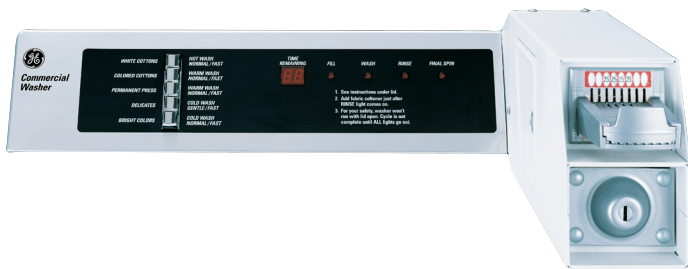 GE
Commercial
Washer
WHITE COTTONS
HOT WASH
NORMAL/FAST
COLORED COTTONS
WARM WASH
NORMAL/FAST
PERMANENT PRESS
WARM WASH
NORMAL/FAST
DELICATES
COLD WASH
GENTLE/FAST
BRIGHT COLORS
COLD WASH
NORMAL/FAST
TIME
REMAINING
88
FILL
WASH
RINSE
FINAL SPIN
1. See instructions under lid.
2. Add fabric softener just after
RINSE light comes on.
3. For your safety, washer won't
run with lid open. Cycle is not
complete until ALL lights go out.